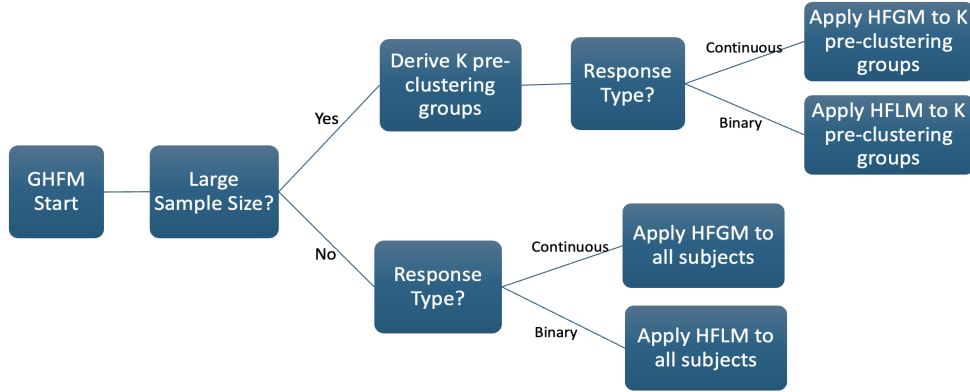 GHFM
Start
Large
Sample Size?
Yes
Derive K pre-
clustering
groups
Response
Type?
Continuous
Apply HFGM to K
pre-clustering
groups
Binary
Apply HFLM to K
pre-clustering
groups
No
Response
Type?
Continuous
Apply HFGM to
all subjects
Binary
Apply HFLM to
all subjects